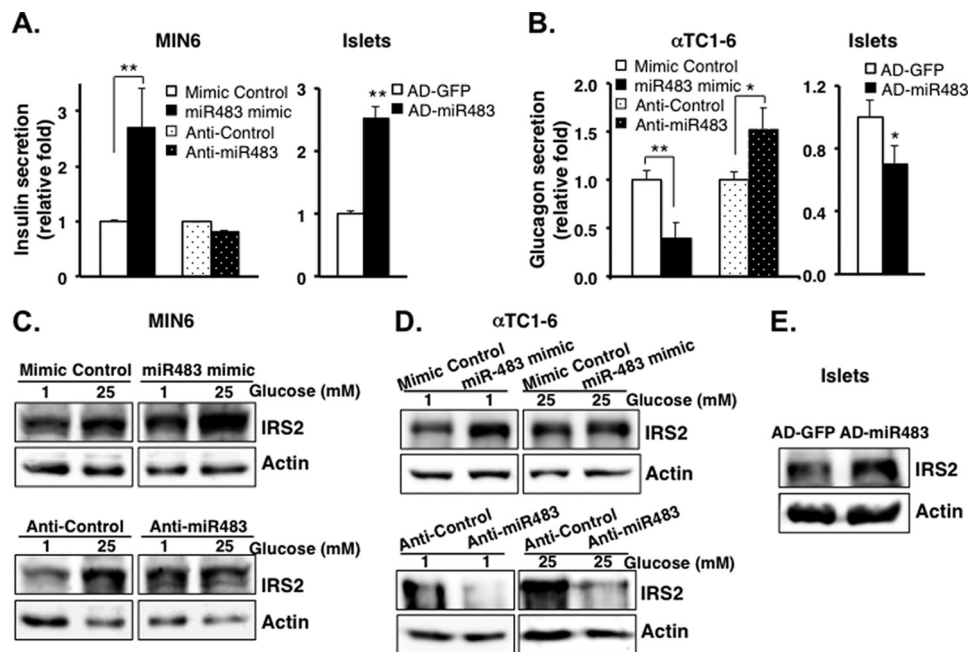 A.
MIN6
Islets
Insulin secretion
(relative fold)
3
2
1
0
**
Mimic Control
miR483 mimic
Anti-Control
Anti-miR483
3
2
1
0
**
AD-GFP
AD-miR483
B.
αTC1-6
Islets
Glucagon secretion
(relative fold)
2.0
1.5
1.0
0.5
0.0
Mimic Control
miR483 mimic
Anti-Control
Anti-miR483
**
*
1.2
0.8
0.4
0.0
AD-GFP
AD-miR483
*
C.
MIN6
Mimic Control miR483 mimic
1 25 1 25 Glucose (mM)
IRS2
Actin
Anti-Control Anti-miR483
1 25 1 25 Glucose (mM)
IRS2
Actin
D.
αTC1-6
Mimic Control miR-483 mimic Mimic Control miR-483 mimic
1 1 25 25 Glucose (mM)
IRS2
Actin
Anti-Control Anti-miR483 Anti-Control Anti-miR483
1 1 25 25 Glucose (mM)
IRS2
Actin
E.
Islets
AD-GFP AD-miR483
IRS2
Actin